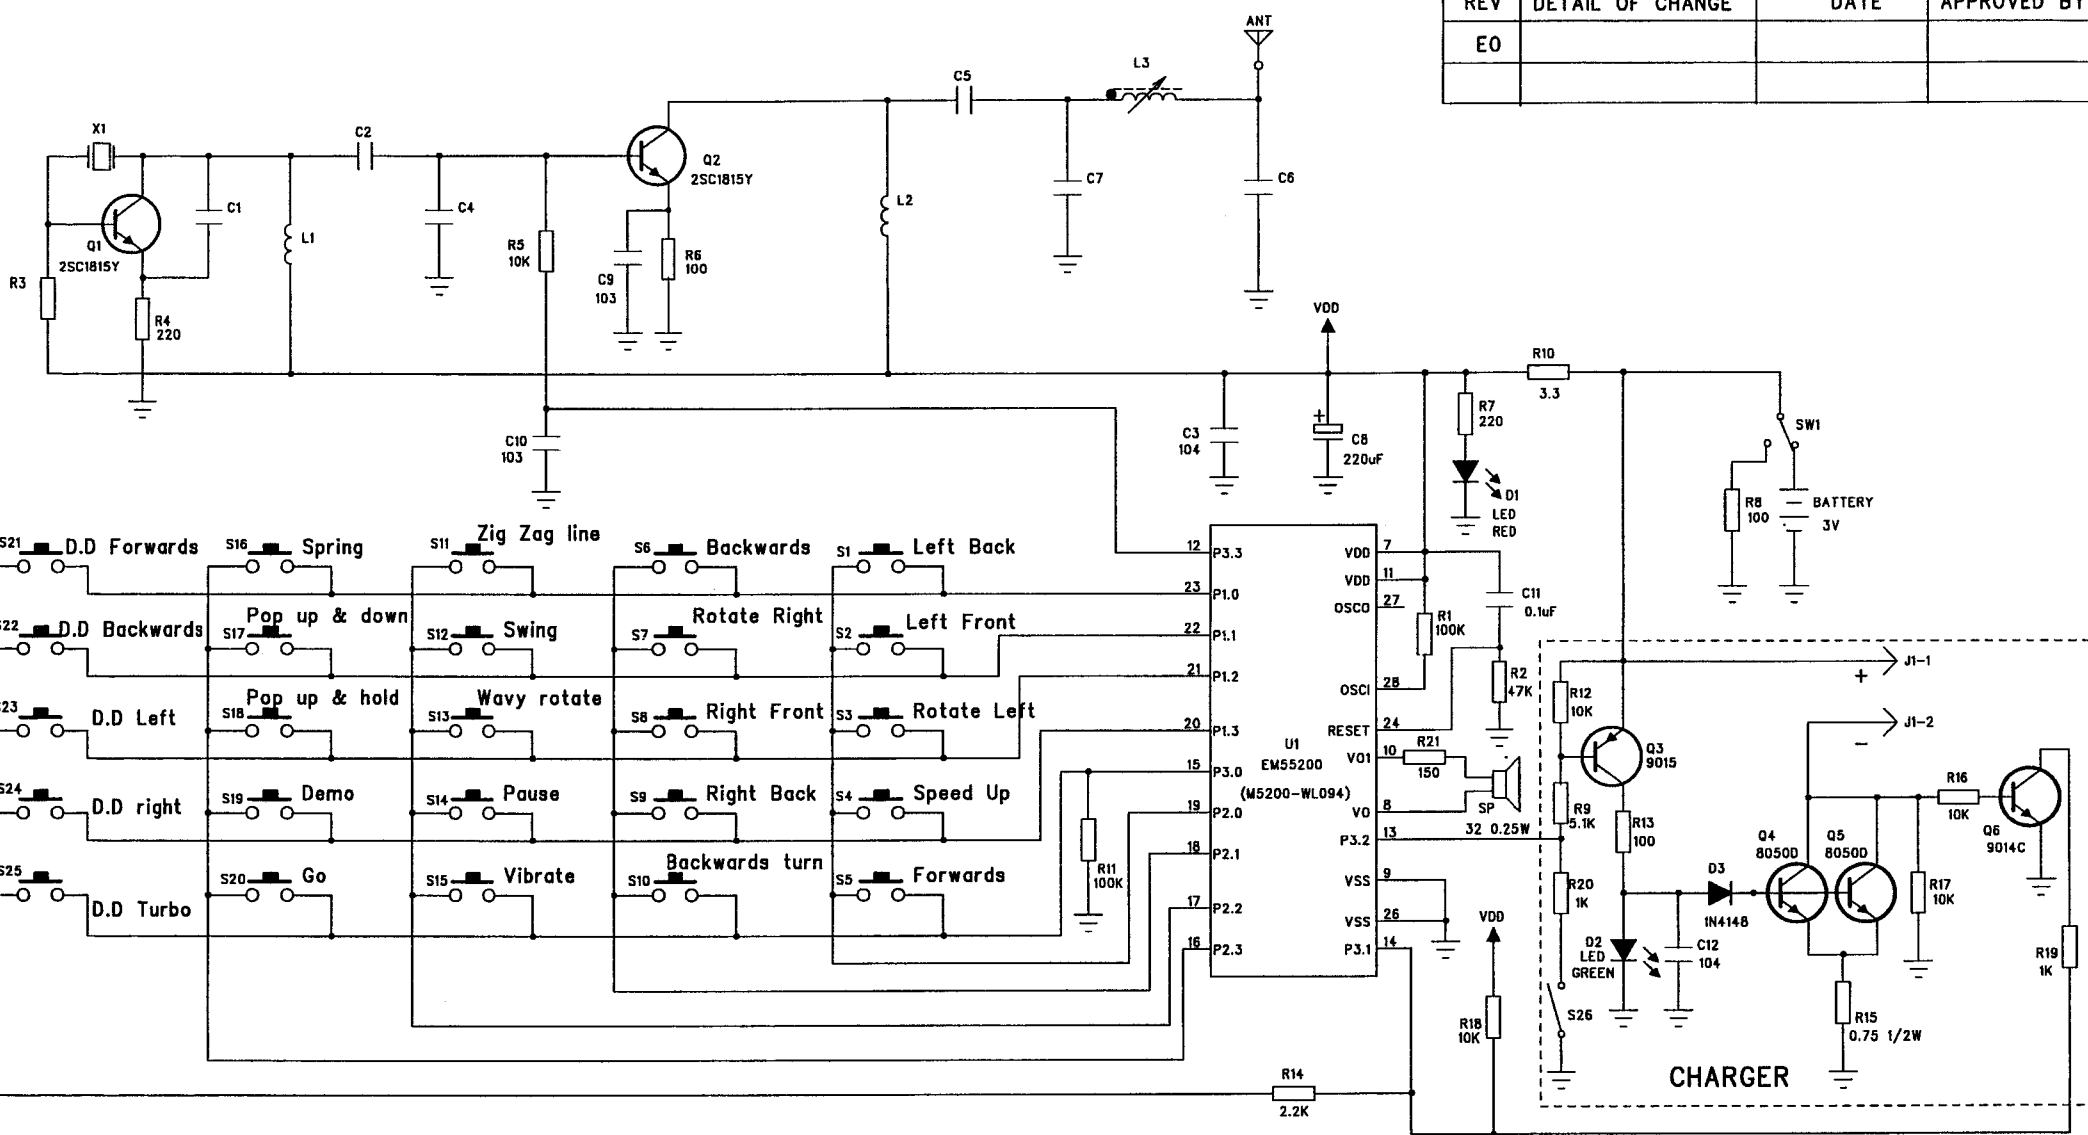 REV DETAIL OF CHANGE DATE APPROVED BY
E0
ANT
L3
C5
X1
C2
Q2
2SC1815Y
C7
C6
C1
C4
L2
L1
Q1
2SC1815Y
R3
R4
220
R5
10K
C9
103
R6
100
VDD
R10
3.3
C10
103
C3
104
C8
220uF
R7
220
D1
LED
RED
SW1
R8
100
BATTERY
3V
S21 D.D Forwards
S16 Spring
S11 Zig Zag line
S6 Backwards
S1 Left Back
S22 D.D Backwards
S17 Pop up & down
S12 Swing
S7 Rotate Right
S2 Left Front
S23 D.D Left
S18 Pop up & hold
S13 Wavy rotate
S8 Right Front
S3 Rotate Left
S24 D.D right
S19 Demo
S14 Pause
S9 Right Back
S4 Speed Up
S25 D.D Turbo
S20 Go
S15 Vibrate
S10 Backwards turn
S5 Forwards
12 P3.3
23 P1.0
22 P1.1
21 P1.2
20 P1.3
15 P3.0
19 P2.0
18 P2.1
17 P2.2
16 P2.3
R11
100K
U1
EM55200
(M5200-WL094)
VDD 7
VDD 11
OSCO 27
OSCI 28
RESET 24
VO1 10
VO 8
P3.2 13
VSS 9
VSS 26
P3.1 14
R1
100K
C11
0.1uF
R2
47K
R21
150
SP
32 0.25W
VDD
R18
10K
R14
2.2K
J1-1
+
J1-2
−
R12
10K
Q3
9015
R9
5.1K
R13
100
R20
1K
D3
1N4148
Q4
8050D
Q5
8050D
R16
10K
Q6
9014C
R17
10K
D2
LED
GREEN
C12
104
S26
R15
0.75 1/2W
R19
1K
CHARGER